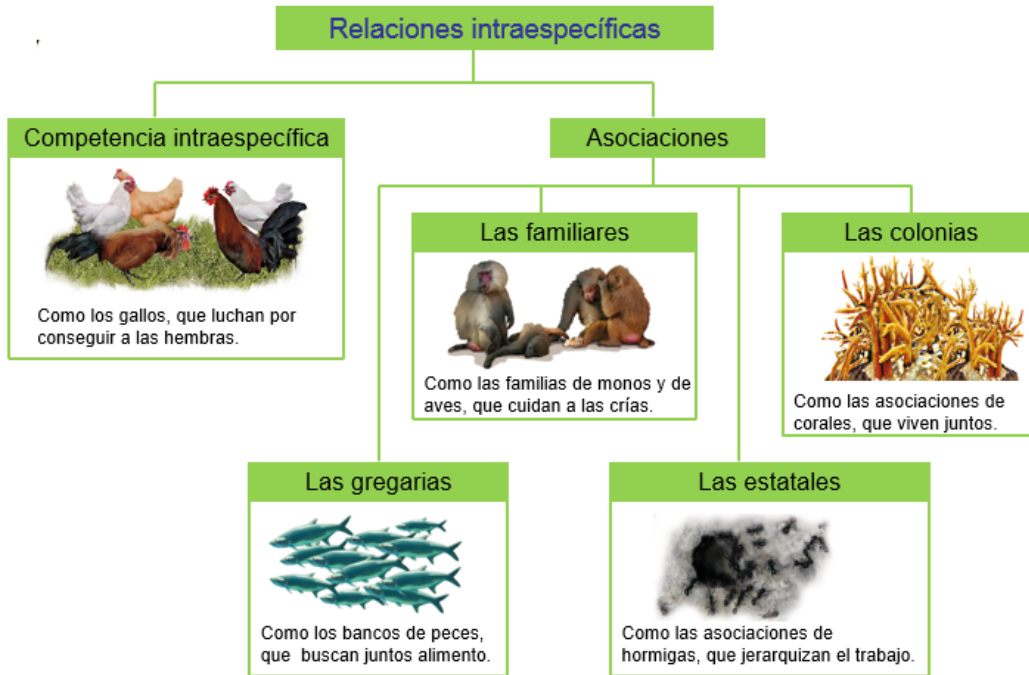 Relaciones intraespecíficas
Competencia intraespecífica
Como los gallos, que luchan por
conseguir a las hembras.
Asociaciones
Las familiares
Como las familias de monos y de
aves, que cuidan a las crías.
Las colonias
Como las asociaciones de
corales, que viven juntos.
Las gregarias
Como los bancos de peces,
que buscan juntos alimento.
Las estatales
Como las asociaciones de
hormigas, que jerarquizan el trabajo.